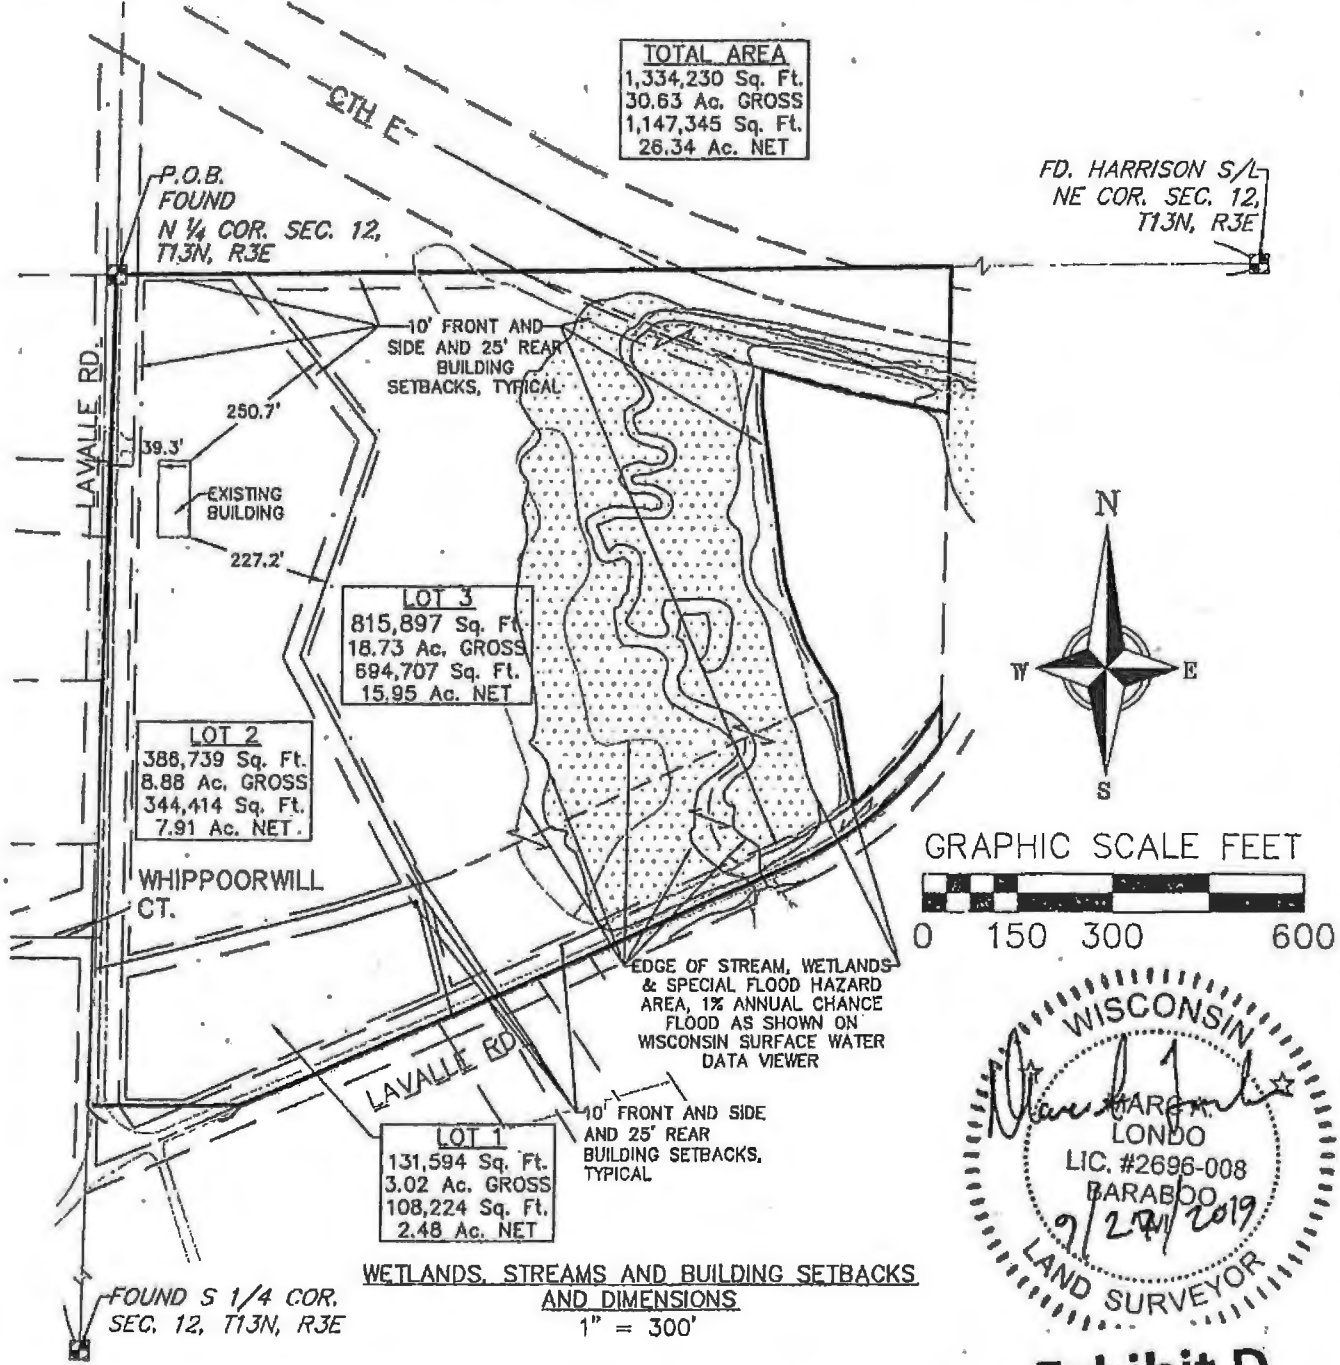 TOTAL AREA
1,334,230 Sq. Ft.
30.63 Ac. GROSS
1,147,345 Sq. Ft.
26.34 Ac. NET
CTH E
P.O.B.
FOUND
N ¼ COR. SEC. 12,
T13N, R3E
FD. HARRISON S/L
NE COR. SEC. 12,
T13N, R3E
LAVALLE RD.
10' FRONT AND
SIDE AND 25' REAR
BUILDING
SETBACKS, TYPICAL
250.7'
39.3'
EXISTING
BUILDING
227.2'
LOT 3
815,897 Sq. Ft.
18.73 Ac. GROSS
694,707 Sq. Ft.
15.95 Ac. NET
N
W
E
S
LOT 2
386,739 Sq. Ft.
8.88 Ac. GROSS
344,414 Sq. Ft.
7.91 Ac. NET
WHIPPOORWILL
CT.
GRAPHIC SCALE FEET
0 150 300 600
EDGE OF STREAM, WETLANDS
& SPECIAL FLOOD HAZARD
AREA, 1% ANNUAL CHANCE
FLOOD AS SHOWN ON
WISCONSIN SURFACE WATER
DATA VIEWER
LAVALLE RD
10' FRONT AND SIDE
AND 25' REAR
BUILDING SETBACKS,
TYPICAL
LOT 1
131,594 Sq. Ft.
3.02 Ac. GROSS
108,224 Sq. Ft.
2.48 Ac. NET
WISCONSIN
MARC A.
LONDO
LIC. #2696-008
BARABOO
9/27/2019
LAND SURVEYOR
FOUND S 1/4 COR.
SEC. 12, T13N, R3E
WETLANDS, STREAMS AND BUILDING SETBACKS
AND DIMENSIONS
1" = 300'
Exhibit D